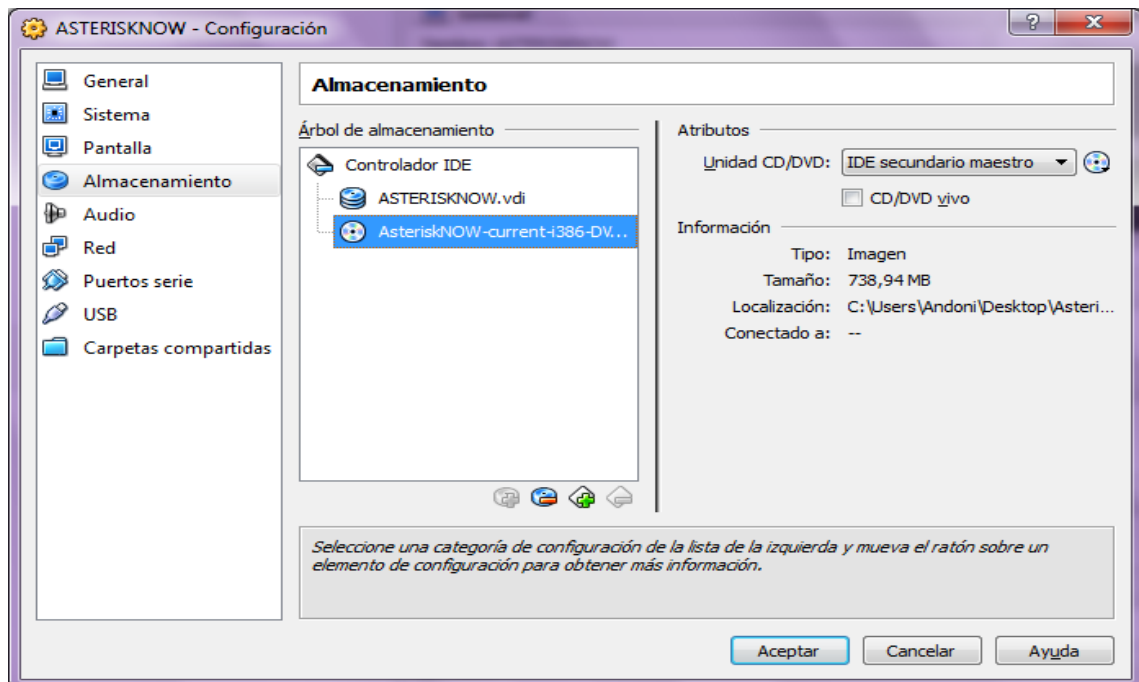 ASTERISKNOW - Configuración
General
Sistema
Pantalla
Almacenamiento
Audio
Red
Puertos serie
USB
Carpetas compartidas
Almacenamiento
Árbol de almacenamiento
Controlador IDE
ASTERISKNOW.vdi
AsteriskNOW-current-i386-DV...
Atributos
Unidad CD/DVD: IDE secundario maestro
CD/DVD vivo
Información
Tipo: Imagen
Tamaño: 738,94 MB
Localización: C:\Users\Andoni\Desktop\Asteri...
Conectado a: --
Seleccione una categoría de configuración de la lista de la izquierda y mueva el ratón sobre un
elemento de configuración para obtener más información.
Aceptar Cancelar Ayuda